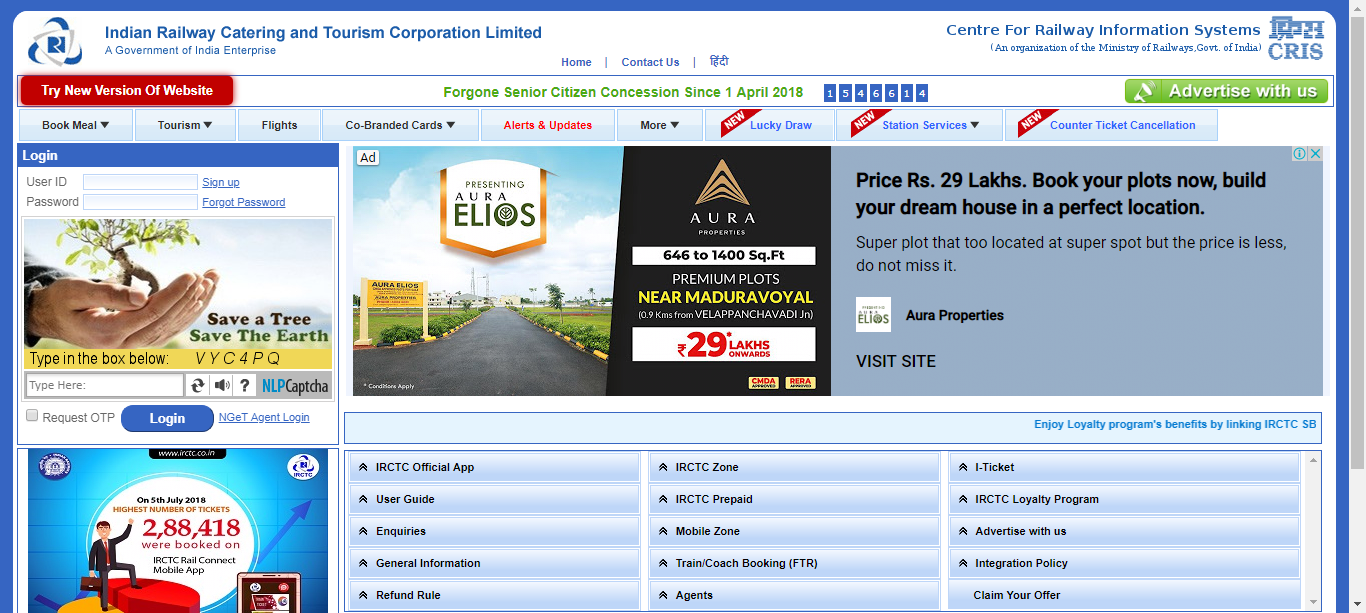 Indian Railway Catering and Tourism Corporation Limited
A Government of India Enterprise
Centre For Railway Information Systems
(An organization of the Ministry of Railways,Govt. of India)
CRIS
Home | Contact Us | हिंदी
Try New Version Of Website
Forgone Senior Citizen Concession Since 1 April 2018 1 5 4 6 6 1 4
Advertise with us
Book Meal Tourism Flights Co-Branded Cards Alerts & Updates More NEW Lucky Draw NEW Station Services NEW Counter Ticket Cancellation
Login
User ID Sign up
Password Forgot Password
Save a Tree
Save The Earth
Type in the box below: VYC4PQ
Type Here: ? NLPCaptcha
Request OTP Login NGeT Agent Login
Ad
PRESENTING
AURA
ELIOS
AURA ELIOS
AURA PROPERTIES
* Conditions Apply
AURA
PROPERTIES
646 to 1400 Sq.Ft
PREMIUM PLOTS
NEAR MADURAVOYAL
(0.9 Kms from VELAPPANCHAVADI Jn)
₹29* LAKHS
ONWARDS
CMDA
APPROVED
RERA
APPROVED
Price Rs. 29 Lakhs. Book your plots now, build
your dream house in a perfect location.
Super plot that too located at super spot but the price is less,
do not miss it.
PRESENTING
AURA
ELIOS
Aura Properties
VISIT SITE
Enjoy Loyalty program's benefits by linking IRCTC SB
www.irctc.co.in
IRCTC
On 5th July 2018
HIGHEST NUMBER OF TICKETS
2,88,418
were booked on
IRCTC Rail Connect
Mobile App
IRCTC Official App IRCTC Zone I-Ticket
User Guide IRCTC Prepaid IRCTC Loyalty Program
Enquiries Mobile Zone Advertise with us
General Information Train/Coach Booking (FTR) Integration Policy
Refund Rule Agents Claim Your Offer